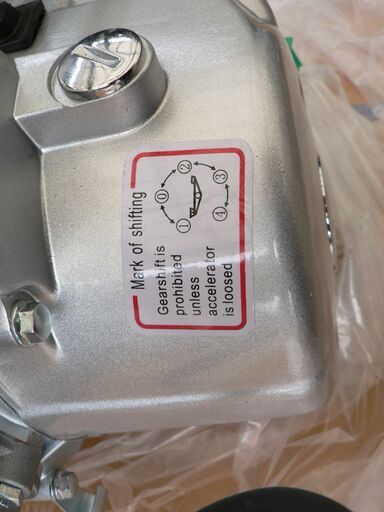 Mark of shifting
Gearshift is
prohibited
unless
accelerator
is loosed
① ⓪ ② ③ ④